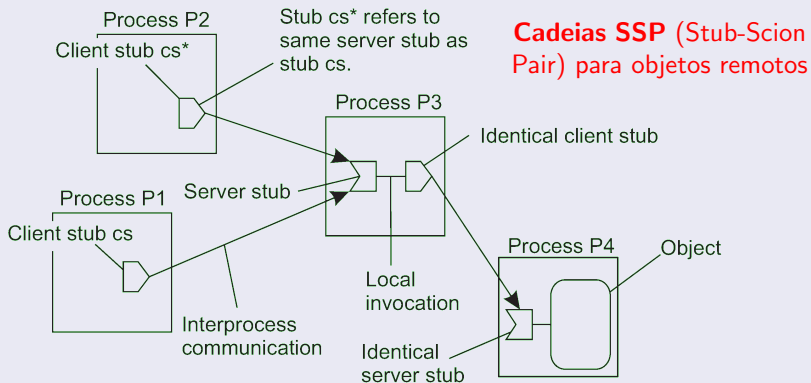 Process P2
Client stub cs*
Stub cs* refers to
same server stub as
stub cs.
Cadeias SSP (Stub-Scion
Pair) para objetos remotos
Process P3
Identical client stub
Server stub
Process P1
Client stub cs
Process P4
Object
Local
invocation
Interprocess
communication
Identical
server stub